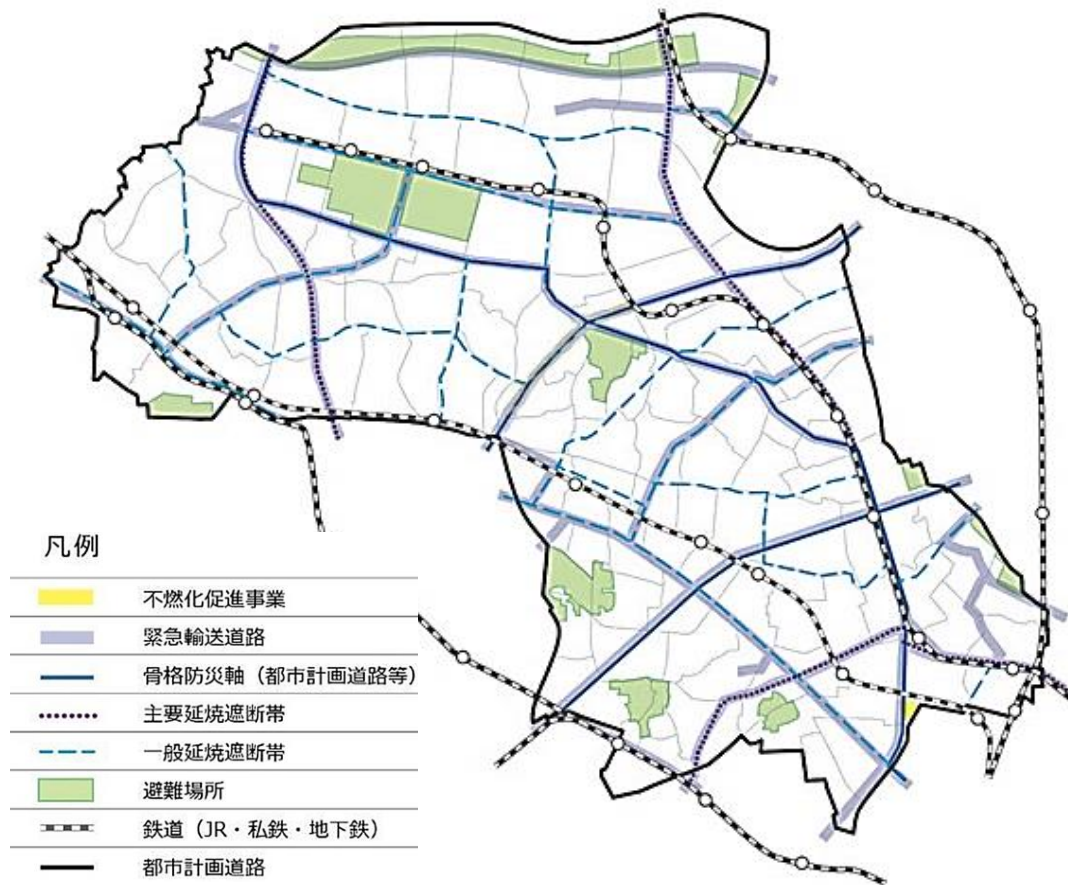 凡例
不燃化促進事業
緊急輸送道路
骨格防災軸（都市計画道路等）
主要延焼遮断帯
一般延焼遮断帯
避難場所
鉄道（JR・私鉄・地下鉄）
都市計画道路